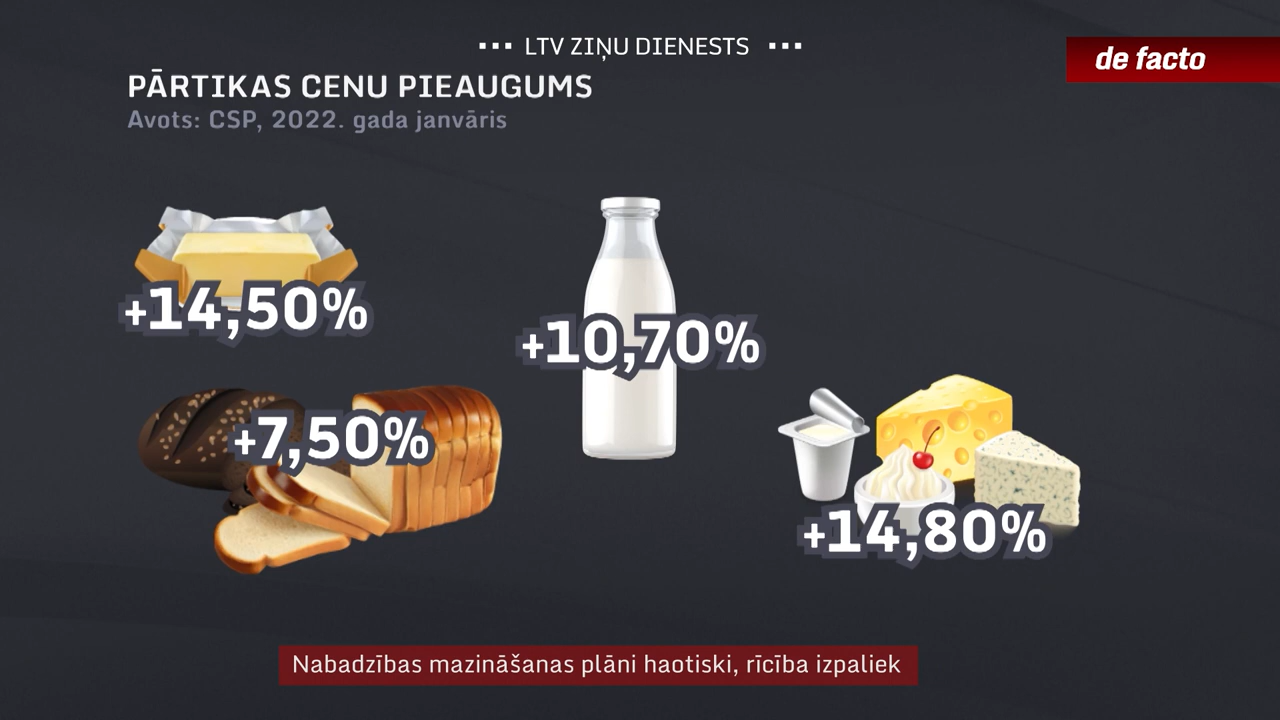 LTV ZIŅU DIENESTS
de facto
PĀRTIKAS CENU PIEAUGUMS
Avots: CSP, 2022. gada janvāris
+14,50%
+10,70%
+7,50%
+14,80%
Nabadzības mazināšanas plāni haotiski, rīcība izpaliek